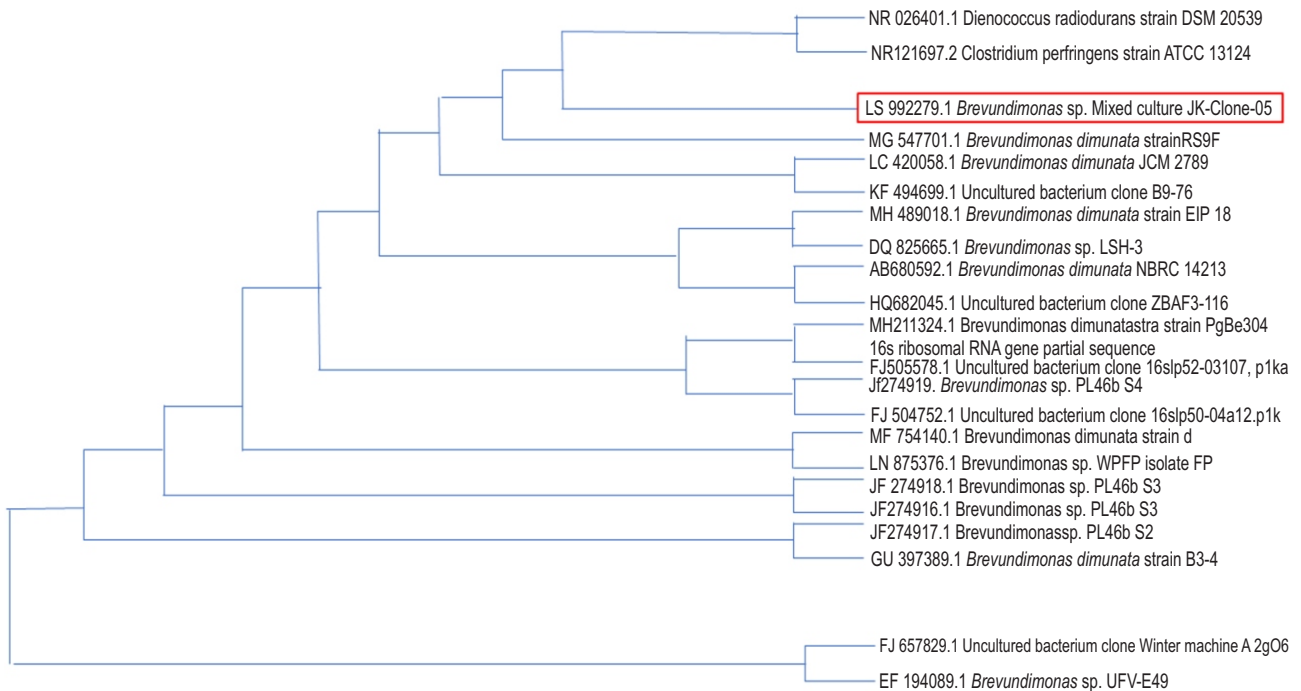 NR 026401.1 Dienococcus radiodurans strain DSM 20539
NR121697.2 Clostridium perfringens strain ATCC 13124
LS 992279.1 Brevundimonas sp. Mixed culture JK-Clone-05
MG 547701.1 Brevundimonas dimunata strainRS9F
LC 420058.1 Brevundimonas dimunata JCM 2789
KF 494699.1 Uncultured bacterium clone B9-76
MH 489018.1 Brevundimonas dimunata strain EIP 18
DQ 825665.1 Brevundimonas sp. LSH-3
AB680592.1 Brevundimonas dimunata NBRC 14213
HQ682045.1 Uncultured bacterium clone ZBAF3-116
MH211324.1 Brevundimonas dimunatastra strain PgBe304
16s ribosomal RNA gene partial sequence
FJ505578.1 Uncultured bacterium clone 16slp52-03107, p1ka
Jf274919. Brevundimonas sp. PL46b S4
FJ 504752.1 Uncultured bacterium clone 16slp50-04a12.p1k
MF 754140.1 Brevundimonas dimunata strain d
LN 875376.1 Brevundimonas sp. WPFP isolate FP
JF 274918.1 Brevundimonas sp. PL46b S3
JF274916.1 Brevundimonas sp. PL46b S3
JF274917.1 Brevundimonassp. PL46b S2
GU 397389.1 Brevundimonas dimunata strain B3-4
FJ 657829.1 Uncultured bacterium clone Winter machine A 2gO6
EF 194089.1 Brevundimonas sp. UFV-E49